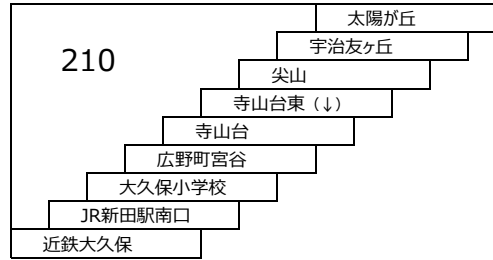 太陽が丘
宇治友ヶ丘
210
尖山
寺山台東（↓）
寺山台
広野町宮谷
大久保小学校
JR新田駅南口
近鉄大久保